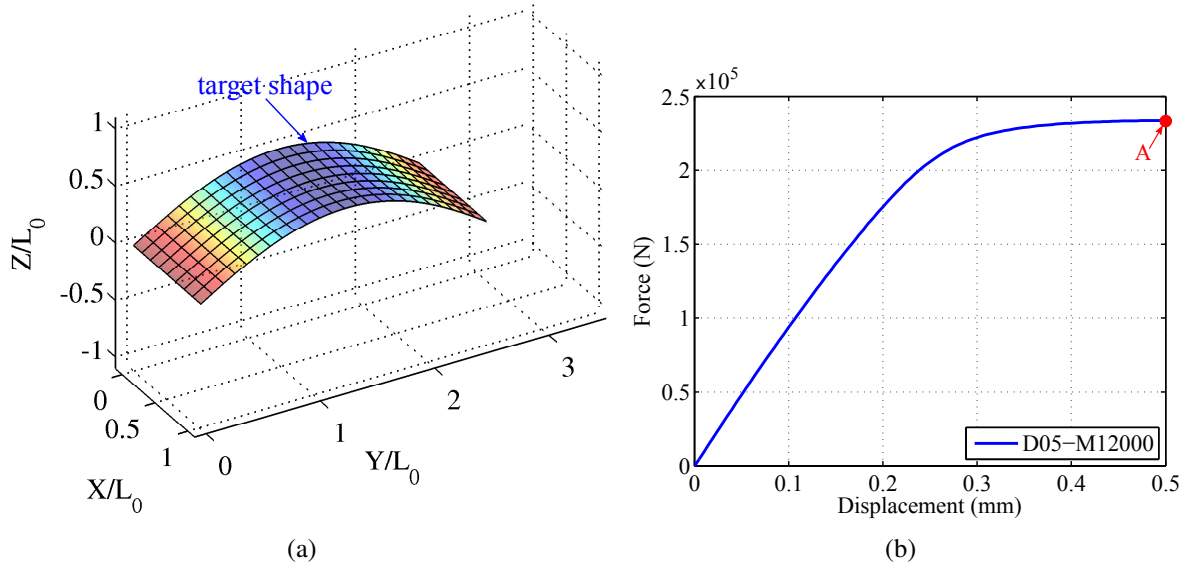 target shape
1
0.5
0
-0.5
-1
Z/L0
0
0.5
1
X/L0
0
1
2
3
Y/L0
(a)
×10^5
2.5
2
1.5
1
0.5
0
Force (N)
0
0.1
0.2
0.3
0.4
0.5
Displacement (mm)
A
D05−M12000
(b)